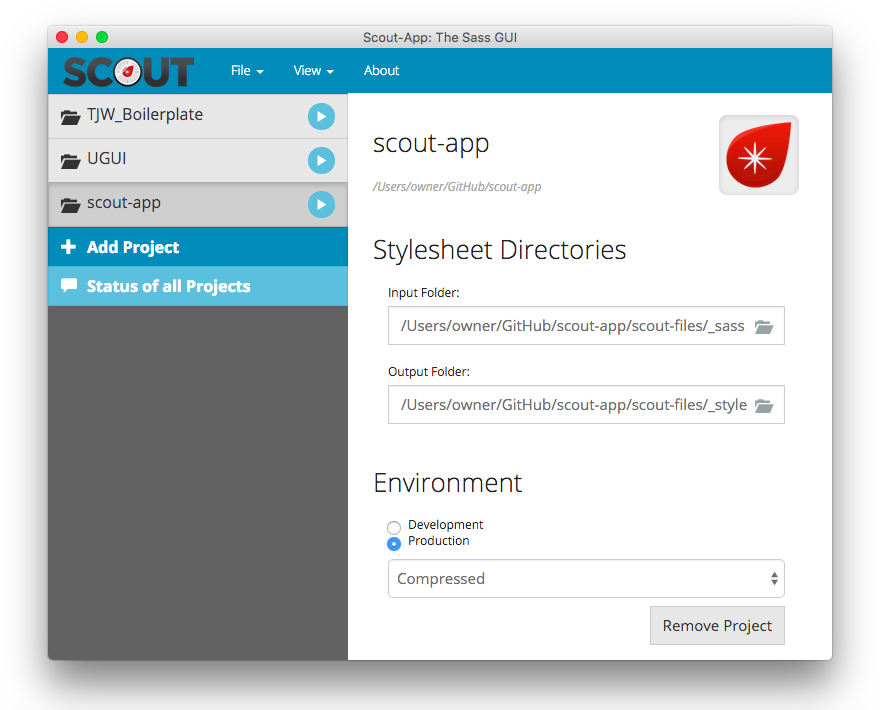 Scout-App: The Sass GUI
SCOUT File View About
TJW_Boilerplate
UGUI
scout-app
Add Project
Status of all Projects
scout-app
/Users/owner/GitHub/scout-app
Stylesheet Directories
Input Folder:
/Users/owner/GitHub/scout-app/scout-files/_sass
Output Folder:
/Users/owner/GitHub/scout-app/scout-files/_style
Environment
Development
Production
Compressed
Remove Project